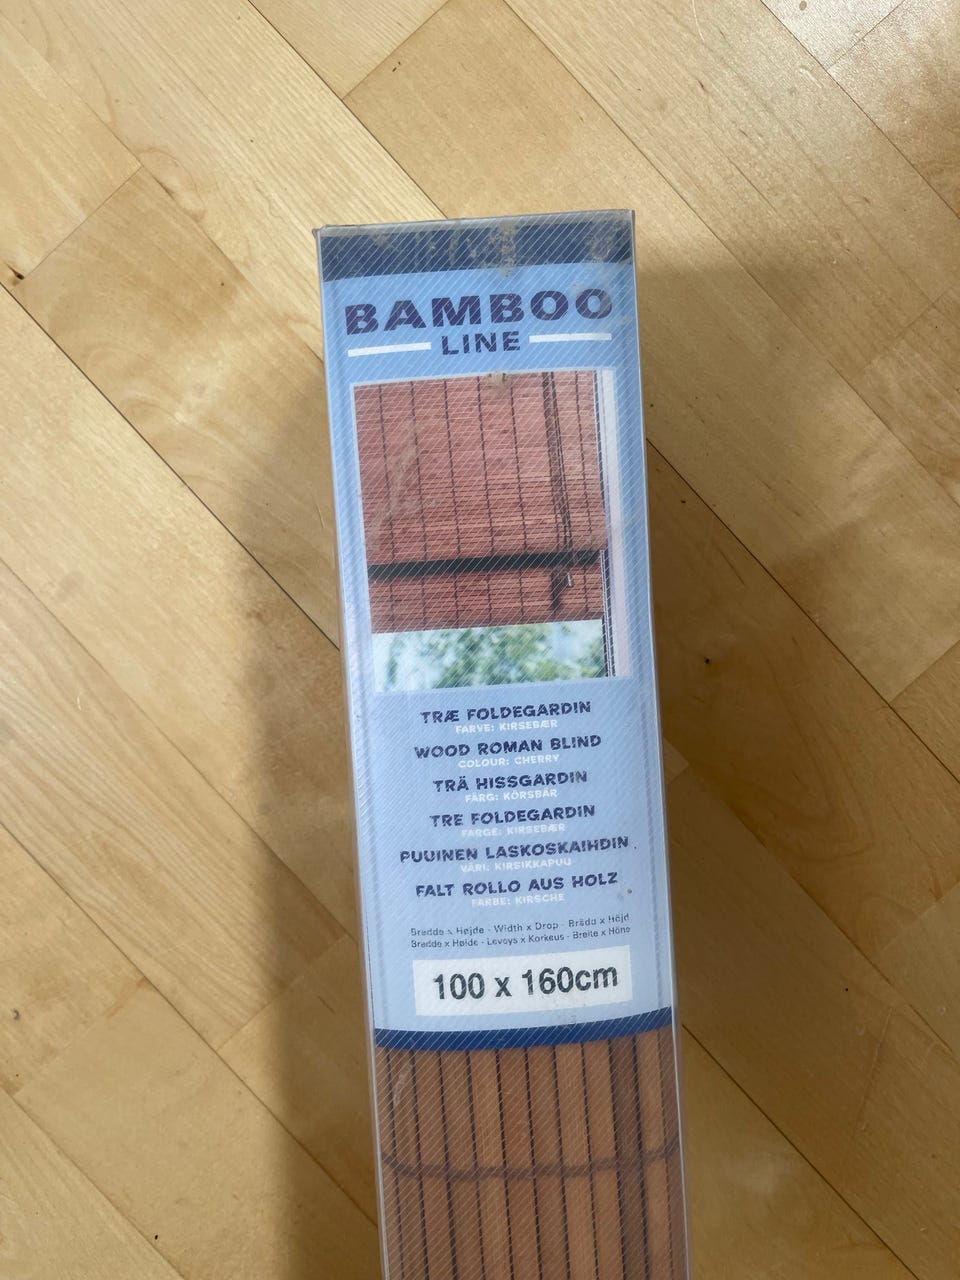 BAMBOO
LINE
TRÆ FOLDEGARDIN
FARVE: KIRSEBÆR
WOOD ROMAN BLIND
COLOUR: CHERRY
TRÄ HISSGARDIN
FÄRG: KÖRSBÄR
TRE FOLDEGARDIN
FARGE: KIRSEBÆR
PUUINEN LASKOSKAIHDIN
VÄRI: KIRSIKKAPUU
FALT ROLLO AUS HOLZ
FARBE: KIRSCHE
Bredde x Højde - Width x Drop - Brädd x Höjd
Bredde x Høide - Leveys x Korkeus - Breite x Höhe
100 x 160cm